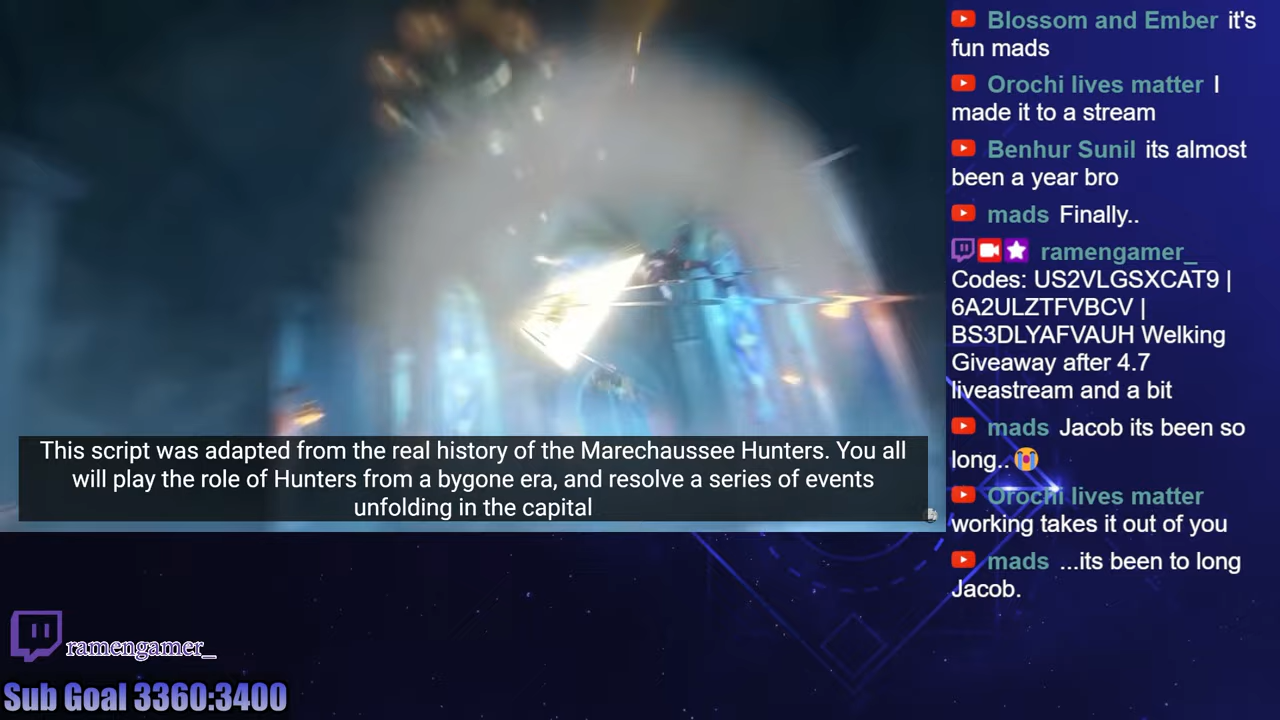 This script was adapted from the real history of the Marechaussee Hunters. You all
will play the role of Hunters from a bygone era, and resolve a series of events
unfolding in the capital
ramengamer_
Sub Goal 3360:3400
Blossom and Ember it's
fun mads
Orochi lives matter I
made it to a stream
Benhur Sunil its almost
been a year bro
mads Finally..
ramengamer_
Codes: US2VLGSXCAT9 |
6A2ULZTFVBCV |
BS3DLYAFVAUH Welking
Giveaway after 4.7
liveastream and a bit
mads Jacob its been so
long..😭
Orochi lives matter
working takes it out of you
mads ...its been to long
Jacob.